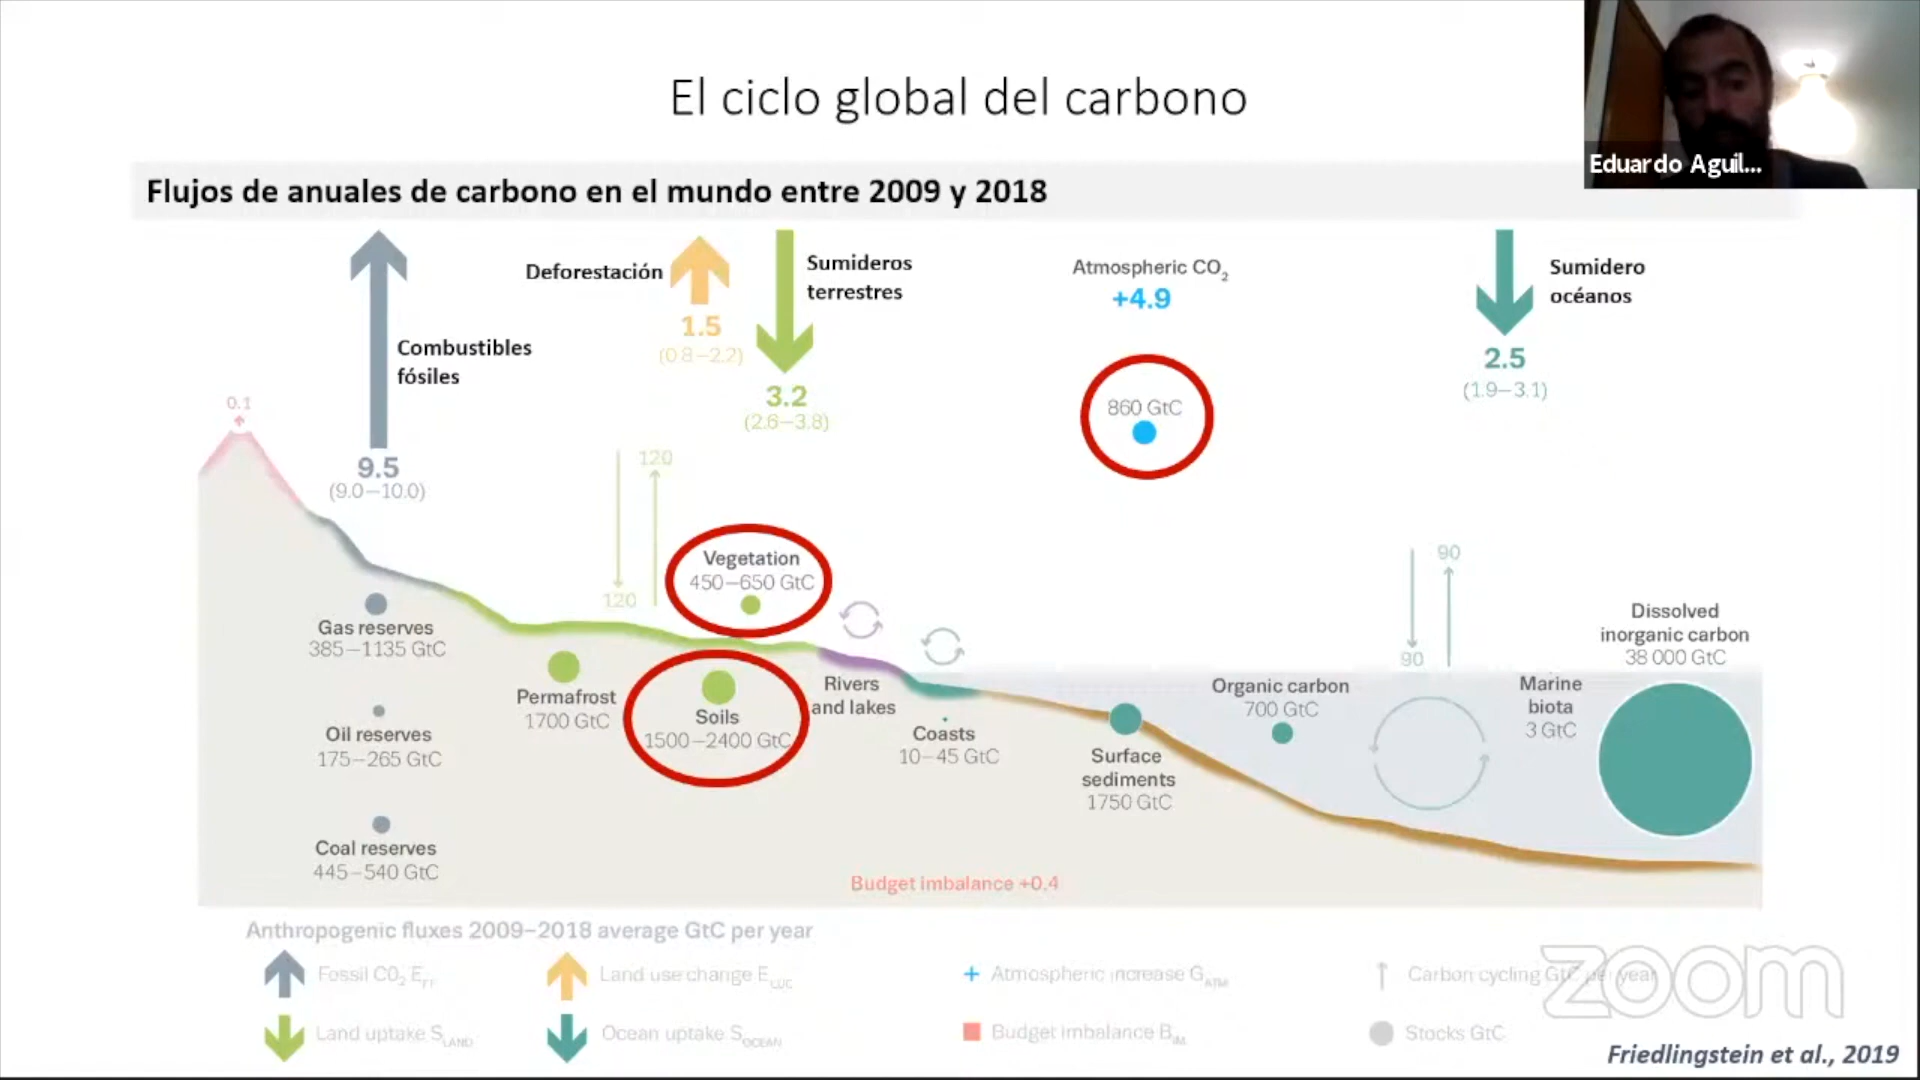 El ciclo global del carbono
Eduardo Aguil...
Flujos de anuales de carbono en el mundo entre 2009 y 2018
Deforestación
1.5
(0.8–2.2)
Sumideros
terrestres
3.2
(2.6–3.8)
Atmospheric CO₂
+4.9
860 GtC
Sumidero
océanos
2.5
(1.9–3.1)
Combustibles
fósiles
9.5
(9.0–10.0)
0.1
120
120
Vegetation
450–650 GtC
90
90
Dissolved
inorganic carbon
38 000 GtC
Gas reserves
385–1135 GtC
Permafrost
1700 GtC
Soils
1500–2400 GtC
Rivers
and lakes
Coasts
10–45 GtC
Organic carbon
700 GtC
Marine
biota
3 GtC
Oil reserves
175–265 GtC
Surface
sediments
1750 GtC
Coal reserves
445–540 GtC
Budget imbalance +0.4
Anthropogenic fluxes 2009–2018 average GtC per year
Fossil CO₂ E_FF
Land use change E_LUC
Atmospheric increase G_ATM
Carbon cycling GtC per year
Land uptake S_LAND
Ocean uptake S_OCEAN
Budget imbalance B_IM
Stocks GtC
zoom
Friedlingstein et al., 2019